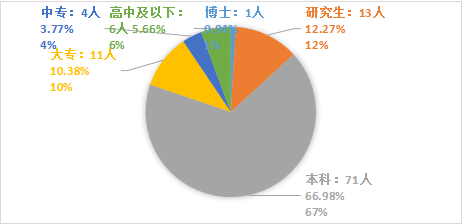 中专：4人
3.77%
4%
高中及以下：
6人 5.66%
6%
博士：1人
研究生：13人
12.27%
12%
大专：11人
10.38%
10%
本科：71人
66.98%
67%